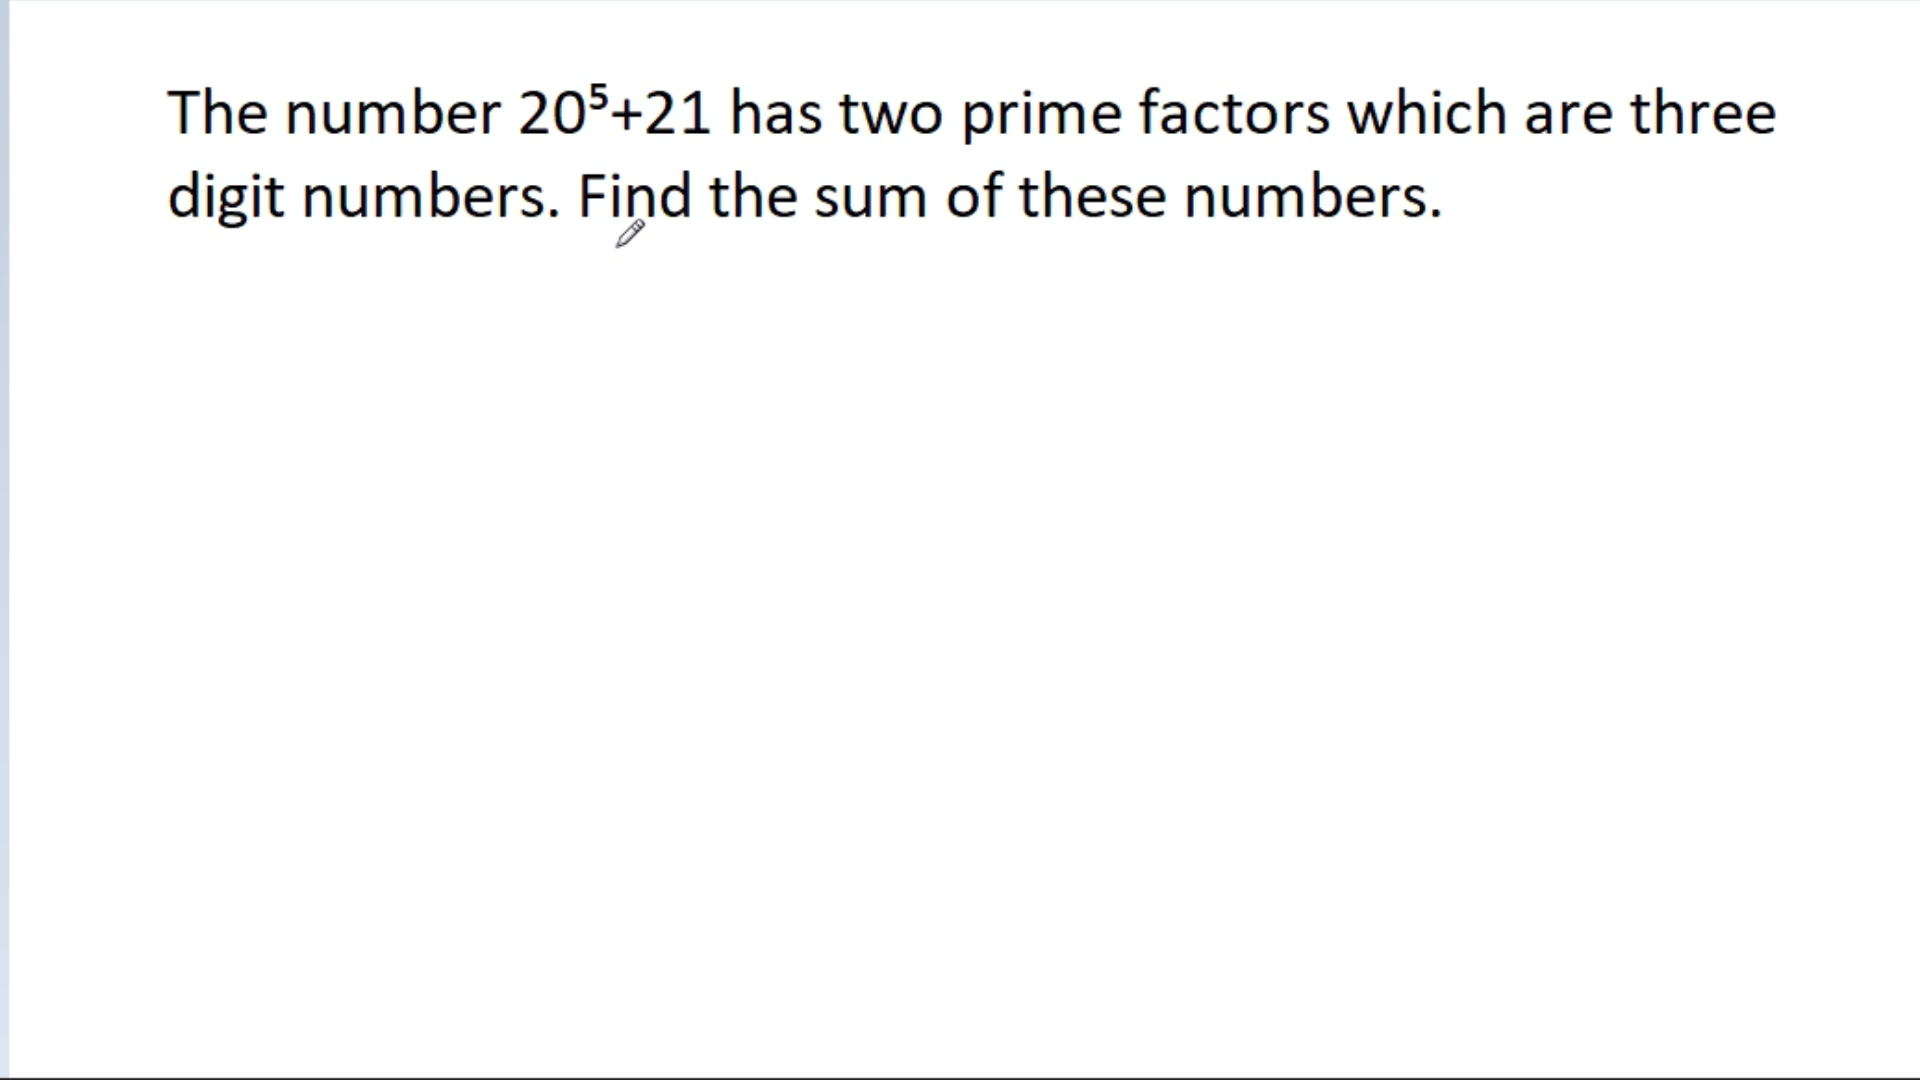 The number 20⁵+21 has two prime factors which are three
digit numbers. Find the sum of these numbers.